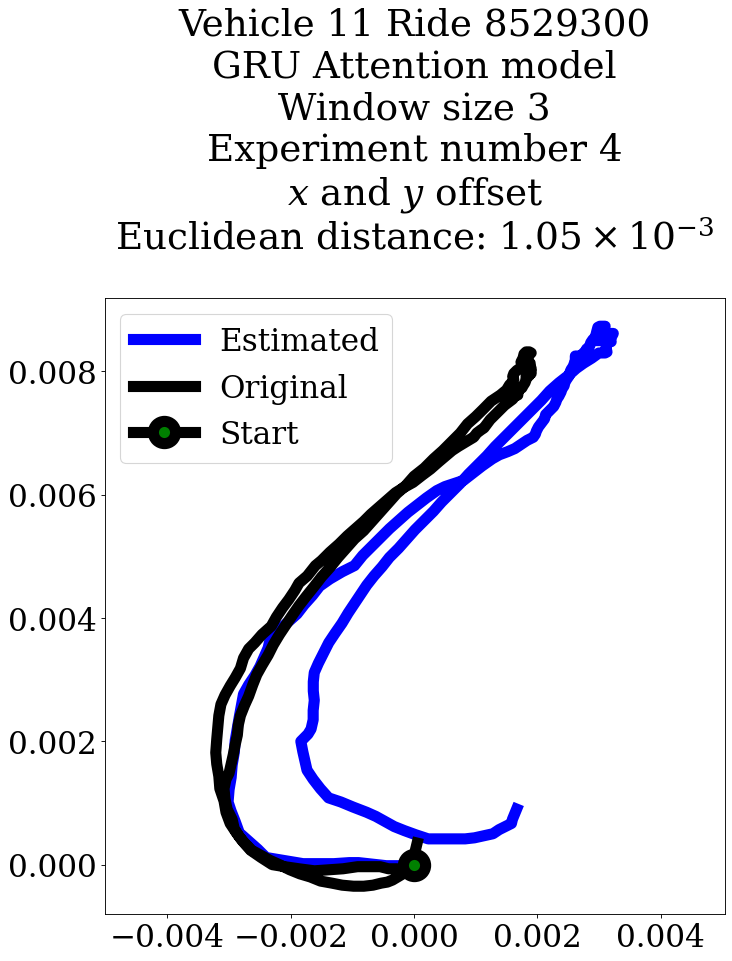 Vehicle 11 Ride 8529300
GRU Attention model
Window size 3
Experiment number 4
x and y offset
Euclidean distance: 1.05 × 10⁻³
Estimated
Original
Start
0.008
0.006
0.004
0.002
0.000
−0.004 −0.002 0.000 0.002 0.004